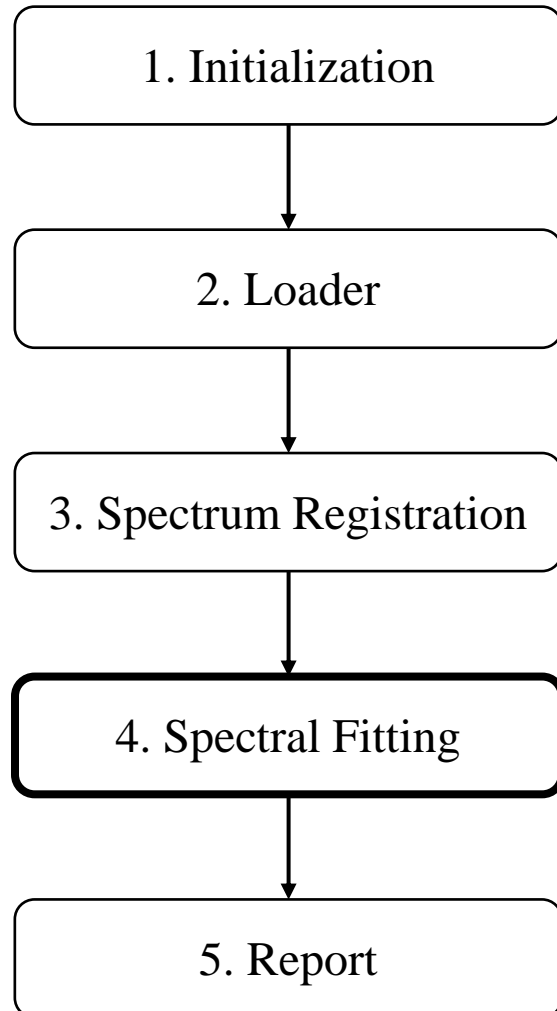 1. Initialization
2. Loader
3. Spectrum Registration
4. Spectral Fitting
5. Report